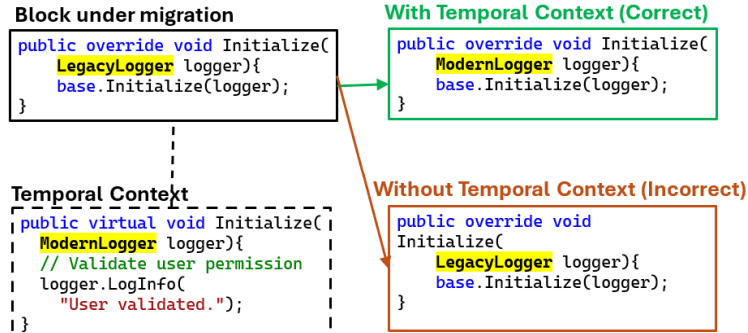 Block under migration
public override void Initialize(
LegacyLogger logger){
base.Initialize(logger);
}
With Temporal Context (Correct)
public override void Initialize(
ModernLogger logger){
base.Initialize(logger);
}
Temporal Context
public virtual void Initialize(
ModernLogger logger){
// Validate user permission
logger.LogInfo(
"User validated.");
}
Without Temporal Context (Incorrect)
public override void
Initialize(
LegacyLogger logger){
base.Initialize(logger);
}